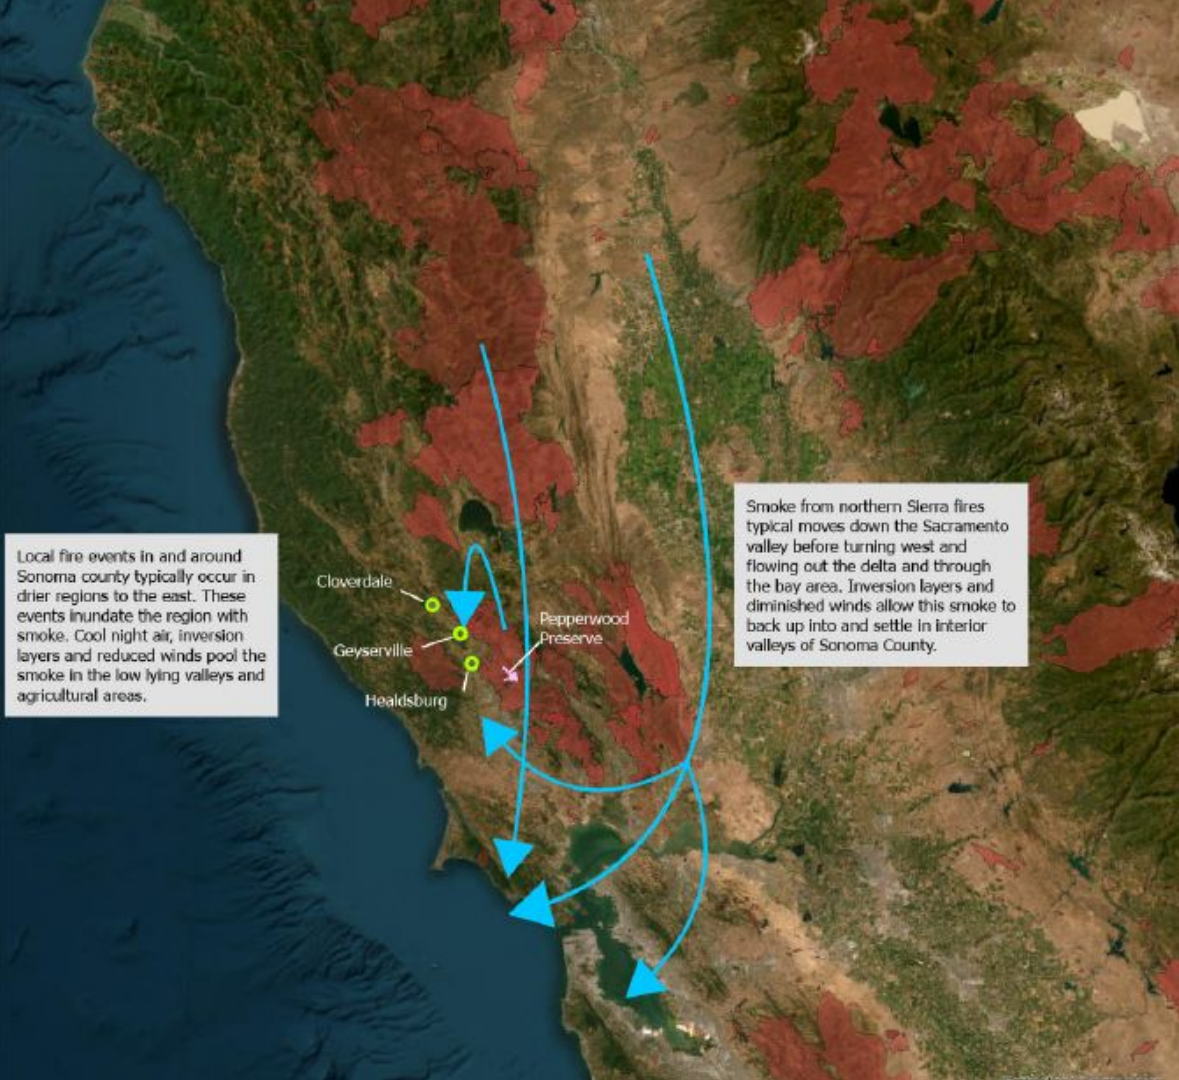 Smoke from northern Sierra fires
typical moves down the Sacramento
valley before turning west and
flowing out the delta and through
the bay area. Inversion layers and
diminished winds allow this smoke to
back up into and settle in interior
valleys of Sonoma County.
Local fire events in and around
Sonoma county typically occur in
drier regions to the east. These
events inundate the region with
smoke. Cool night air, inversion
layers and reduced winds pool the
smoke in the low lying valleys and
agricultural areas.
Cloverdale
Geyserville
Healdsburg
Pepperwood
Preserve